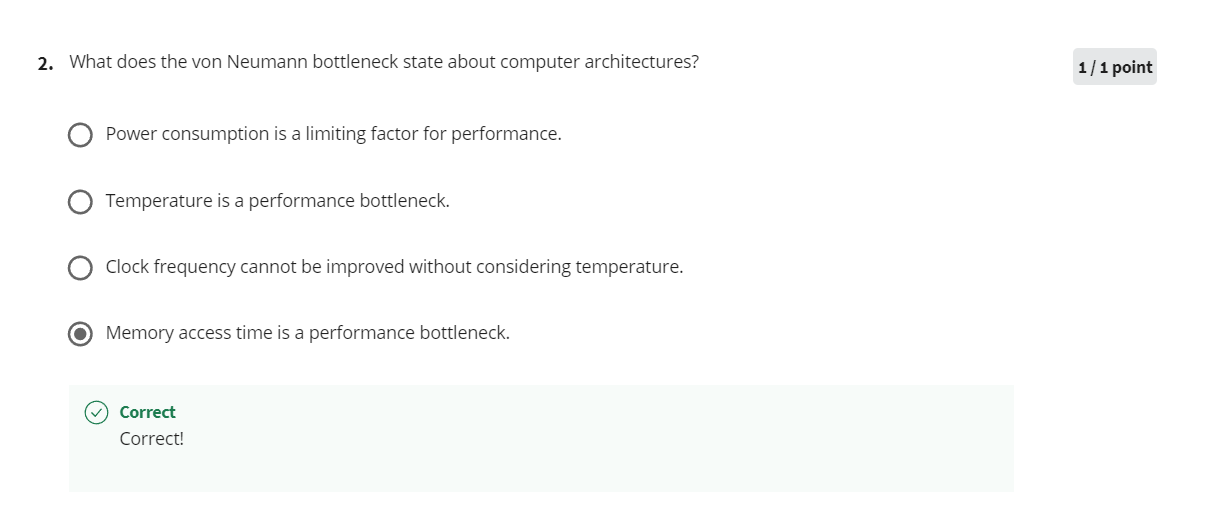 2. What does the von Neumann bottleneck state about computer architectures?
1 / 1 point
Power consumption is a limiting factor for performance.
Temperature is a performance bottleneck.
Clock frequency cannot be improved without considering temperature.
Memory access time is a performance bottleneck.
Correct
Correct!